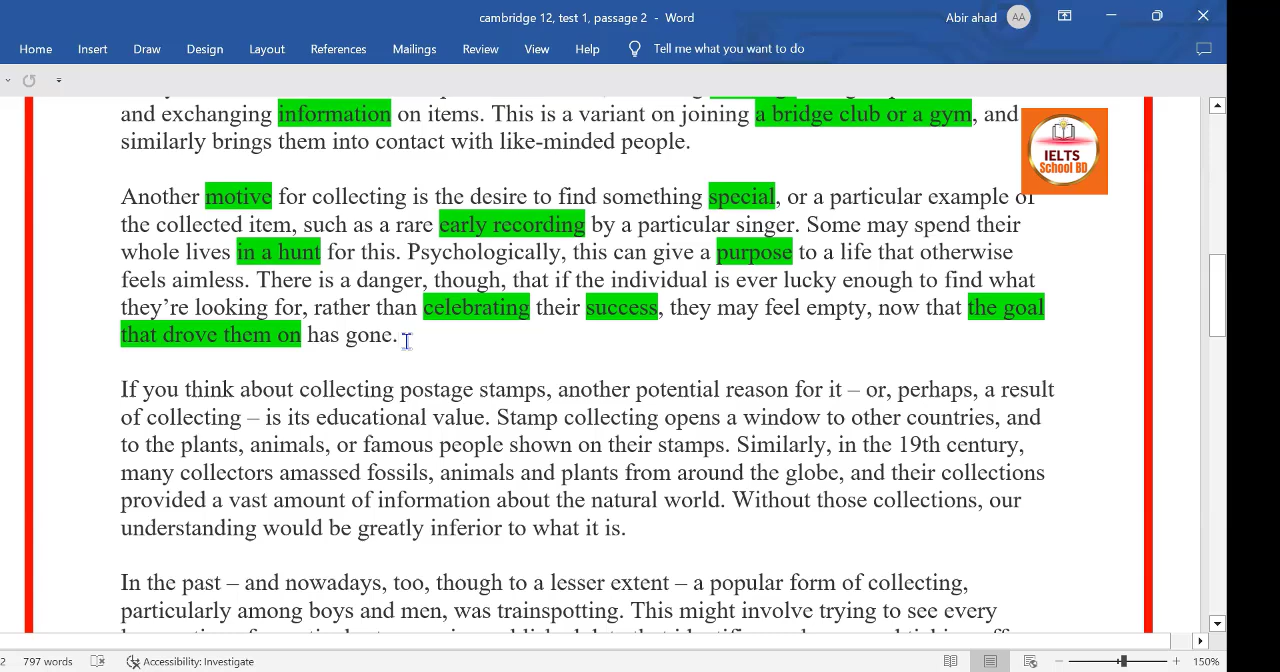 cambridge 12, test 1, passage 2 - Word
Abir ahad
AA
Home Insert Draw Design Layout References Mailings Review View Help Tell me what you want to do
and exchanging information on items. This is a variant on joining a bridge club or a gym, and
similarly brings them into contact with like-minded people.
IELTS
School BD
Another motive for collecting is the desire to find something special, or a particular example of
the collected item, such as a rare early recording by a particular singer. Some may spend their
whole lives in a hunt for this. Psychologically, this can give a purpose to a life that otherwise
feels aimless. There is a danger, though, that if the individual is ever lucky enough to find what
they’re looking for, rather than celebrating their success, they may feel empty, now that the goal
that drove them on has gone.
If you think about collecting postage stamps, another potential reason for it – or, perhaps, a result
of collecting – is its educational value. Stamp collecting opens a window to other countries, and
to the plants, animals, or famous people shown on their stamps. Similarly, in the 19th century,
many collectors amassed fossils, animals and plants from around the globe, and their collections
provided a vast amount of information about the natural world. Without those collections, our
understanding would be greatly inferior to what it is.
In the past – and nowadays, too, though to a lesser extent – a popular form of collecting,
particularly among boys and men, was trainspotting. This might involve trying to see every
2 797 words Accessibility: Investigate 150%